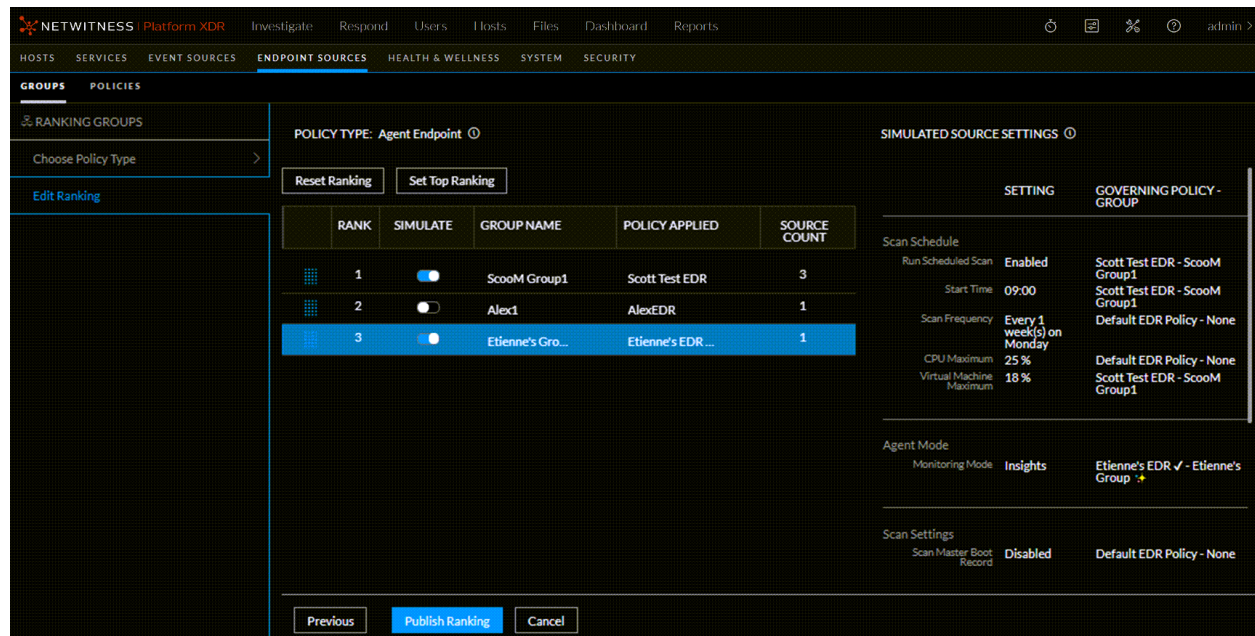 NETWITNESS Platform XDR Investigate Respond Users Hosts Files Dashboard Reports admin
HOSTS SERVICES EVENT SOURCES ENDPOINT SOURCES HEALTH & WELLNESS SYSTEM SECURITY
GROUPS POLICIES
RANKING GROUPS
Choose Policy Type
Edit Ranking
POLICY TYPE: Agent Endpoint
Reset Ranking Set Top Ranking
RANK SIMULATE GROUP NAME POLICY APPLIED SOURCE
COUNT
1 ScooM Group1 Scott Test EDR 3
2 Alex1 AlexEDR 1
3 Etienne's Gro... Etienne's EDR ... 1
SIMULATED SOURCE SETTINGS
SETTING GOVERNING POLICY -
GROUP
Scan Schedule
Run Scheduled Scan Enabled Scott Test EDR - ScooM
Group1
Start Time 09:00 Scott Test EDR - ScooM
Group1
Scan Frequency Every 1 Default EDR Policy - None
week(s) on
Monday
CPU Maximum 25 % Default EDR Policy - None
Virtual Machine 18 % Scott Test EDR - ScooM
Maximum Group1
Agent Mode
Monitoring Mode Insights Etienne's EDR ✓ - Etienne's
Group ✨
Scan Settings
Scan Master Boot Disabled Default EDR Policy - None
Record
Previous Publish Ranking Cancel